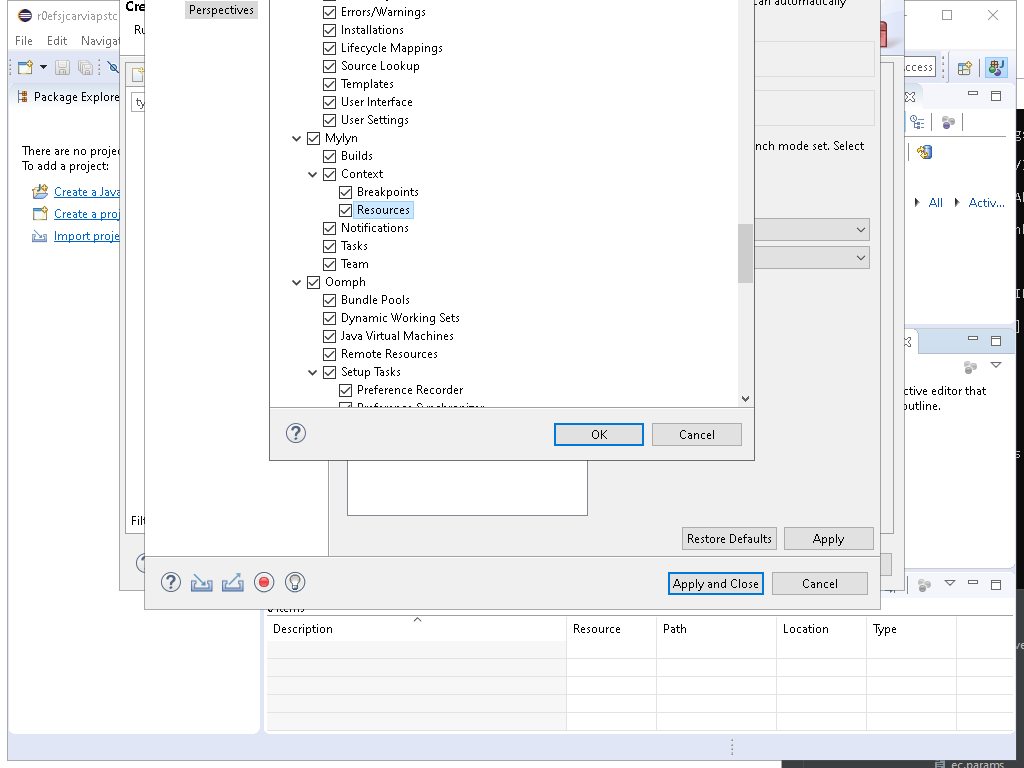 r0efsjcarviapstc
File Edit Navigat
Package Explore
There are no projec
To add a project:
Create a Java
Create a proj
Import proje
Cre
Ru
ty
Filt
Perspectives
Errors/Warnings
Installations
Lifecycle Mappings
Source Lookup
Templates
User Interface
User Settings
Mylyn
Builds
Context
Breakpoints
Resources
Notifications
Tasks
Team
Oomph
Bundle Pools
Dynamic Working Sets
Java Virtual Machines
Remote Resources
Setup Tasks
Preference Recorder
Preference Synchronizer
OK Cancel
can automatically
nch mode set. Select
Restore Defaults Apply
Apply and Close Cancel
ccess
All Activ...
ctive editor that
outline.
0 items
Description Resource Path Location Type
ec.params